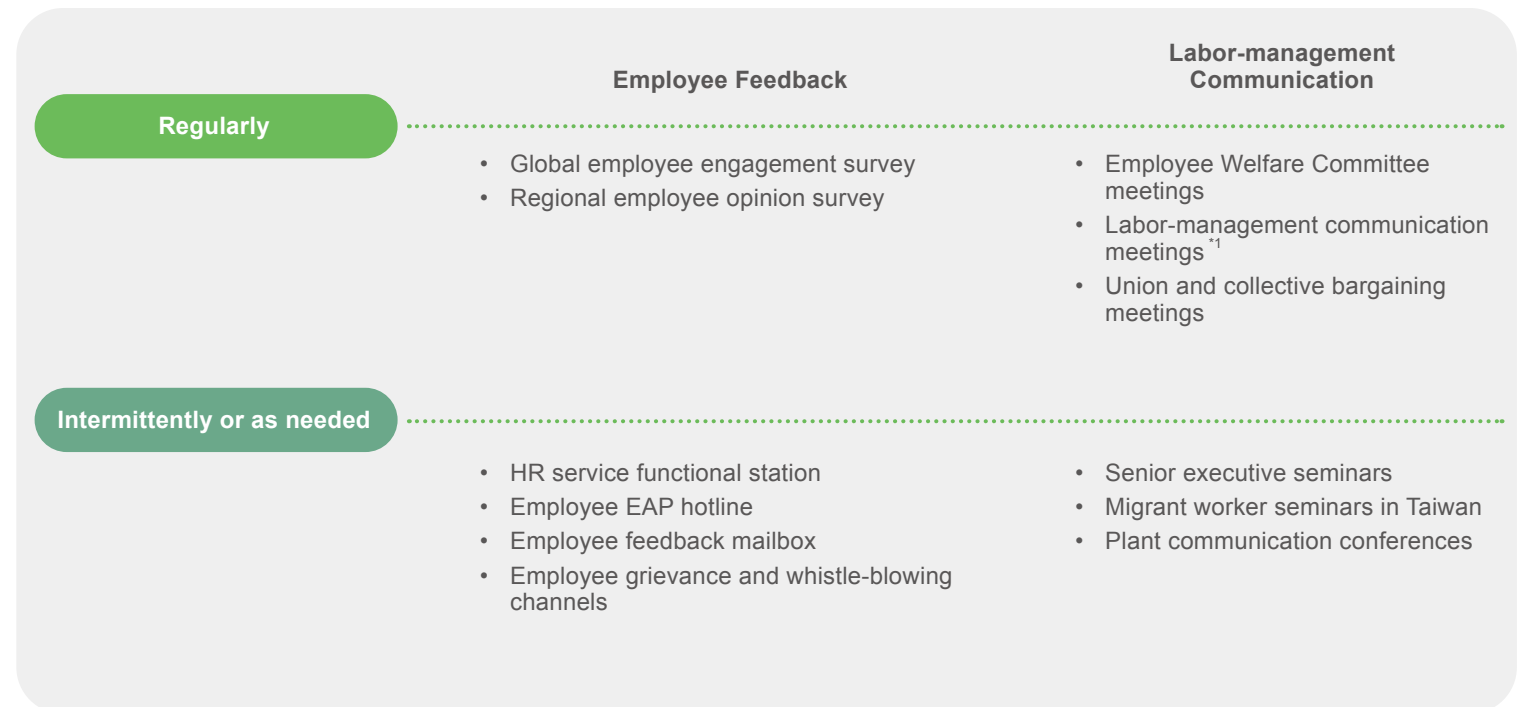 Employee Feedback
Labor-management
Communication
Regularly
• Global employee engagement survey
• Regional employee opinion survey
• Employee Welfare Committee
meetings
• Labor-management communication
meetings *1
• Union and collective bargaining
meetings
Intermittently or as needed
• HR service functional station
• Employee EAP hotline
• Employee feedback mailbox
• Employee grievance and whistle-blowing
channels
• Senior executive seminars
• Migrant worker seminars in Taiwan
• Plant communication conferences